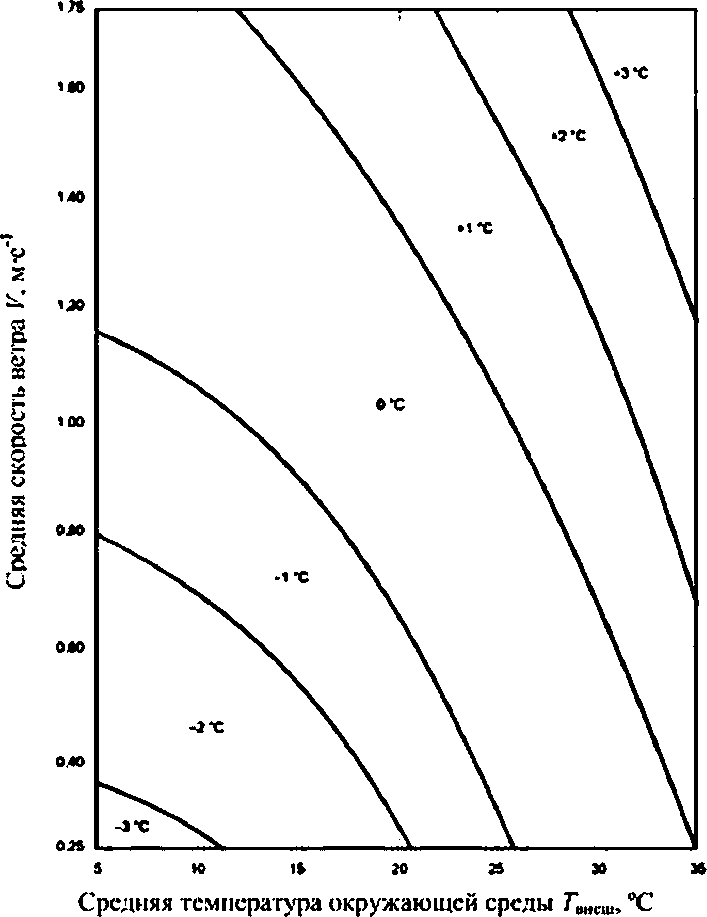 1.75
1.60
1.40
1.20
1.00
0.80
0.60
0.40
0.25
Средняя скорость ветра V, м·с⁻¹
+3 °C
+2 °C
+1 °C
0 °C
-1 °C
-2 °C
-3 °C
5 10 15 20 25 30 35
Средняя температура окружающей среды Tвнеш, °C